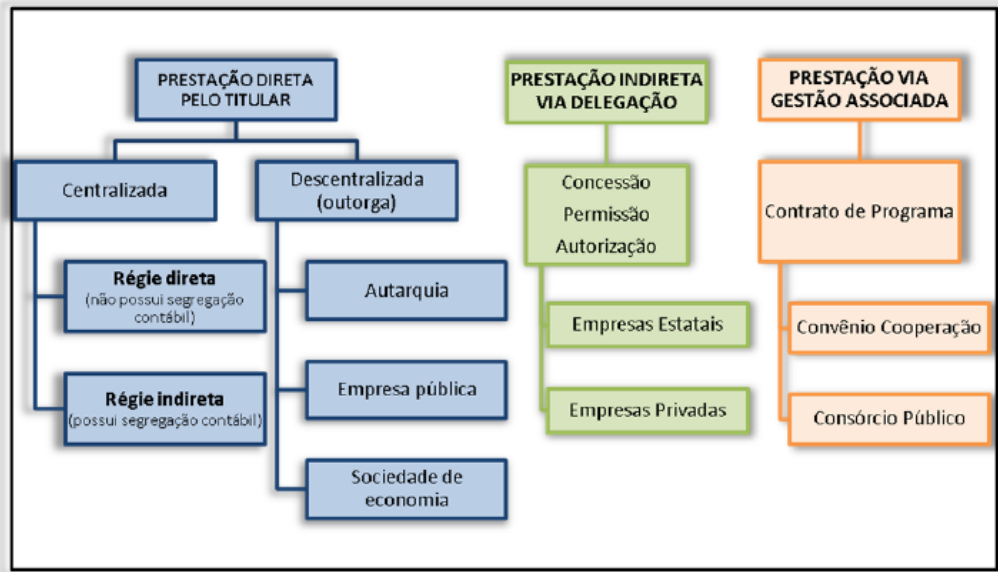 PRESTAÇÃO DIRETA
PELO TITULAR
Centralizada
Régie direta
(não possui segregação
contábil)
Régie indireta
(possui segregação contábil)
Descentralizada
(outorga)
Autarquia
Empresa pública
Sociedade de
economia
PRESTAÇÃO INDIRETA
VIA DELEGAÇÃO
Concessão
Permissão
Autorização
Empresas Estatais
Empresas Privadas
PRESTAÇÃO VIA
GESTÃO ASSOCIADA
Contrato de Programa
Convênio Cooperação
Consórcio Público